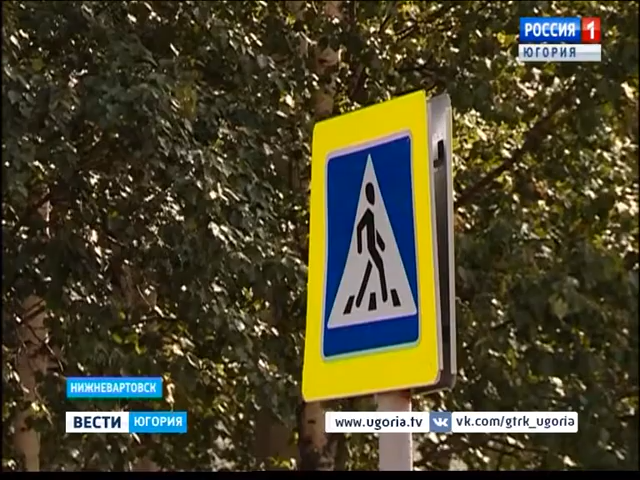 РОССИЯ 1
ЮГОРИЯ
НИЖНЕВАРТОВСК
ВЕСТИ ЮГОРИЯ
www.ugoria.tv vk.com/gtrk_ugoria